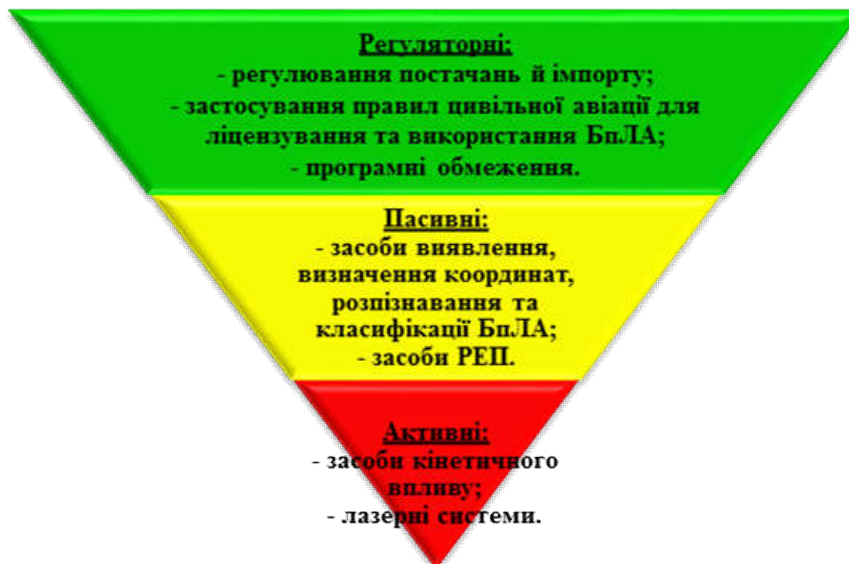 Регуляторні:
- регулювання постачань й імпорту;
- застосування правил цивільної авіації для
ліцензування та використання БпЛА;
- програмні обмеження.
Пасивні:
- засоби виявлення,
визначення координат,
розпізнавання та
класифікації БпЛА;
- засоби РЕП.
Активні:
- засоби кінетичного
впливу;
- лазерні системи.